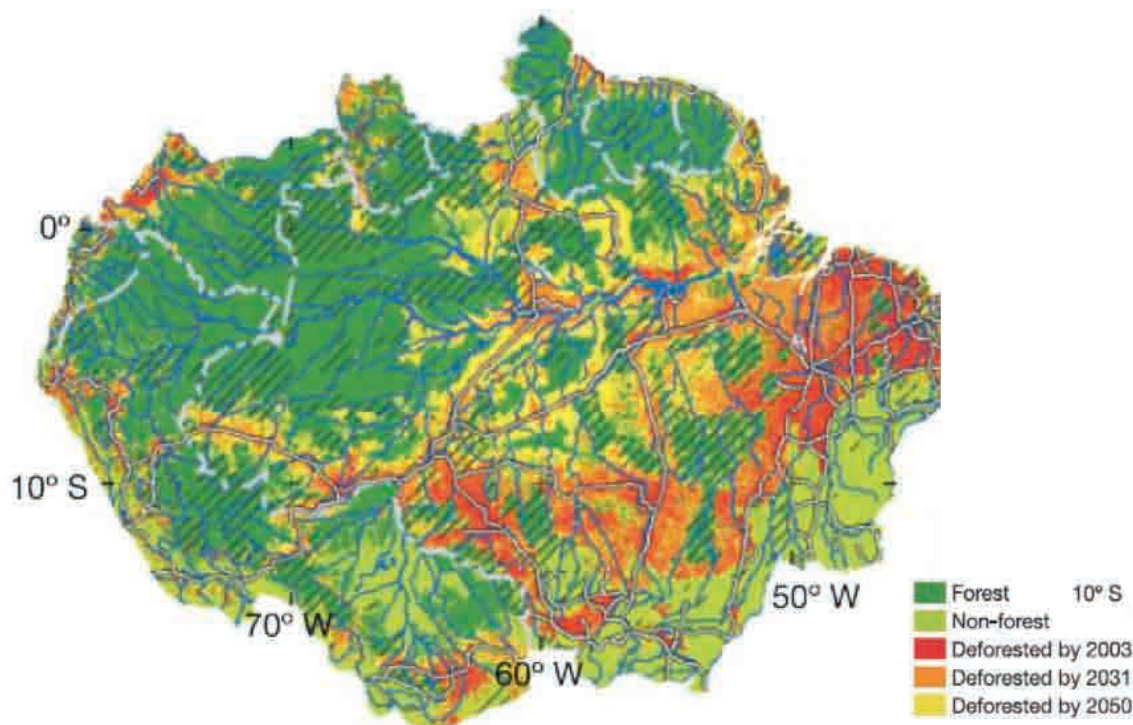 0º
10º S
70º W
60º W
50º W
Forest 10º S
Non-forest
Deforested by 2003
Deforested by 2031
Deforested by 2050